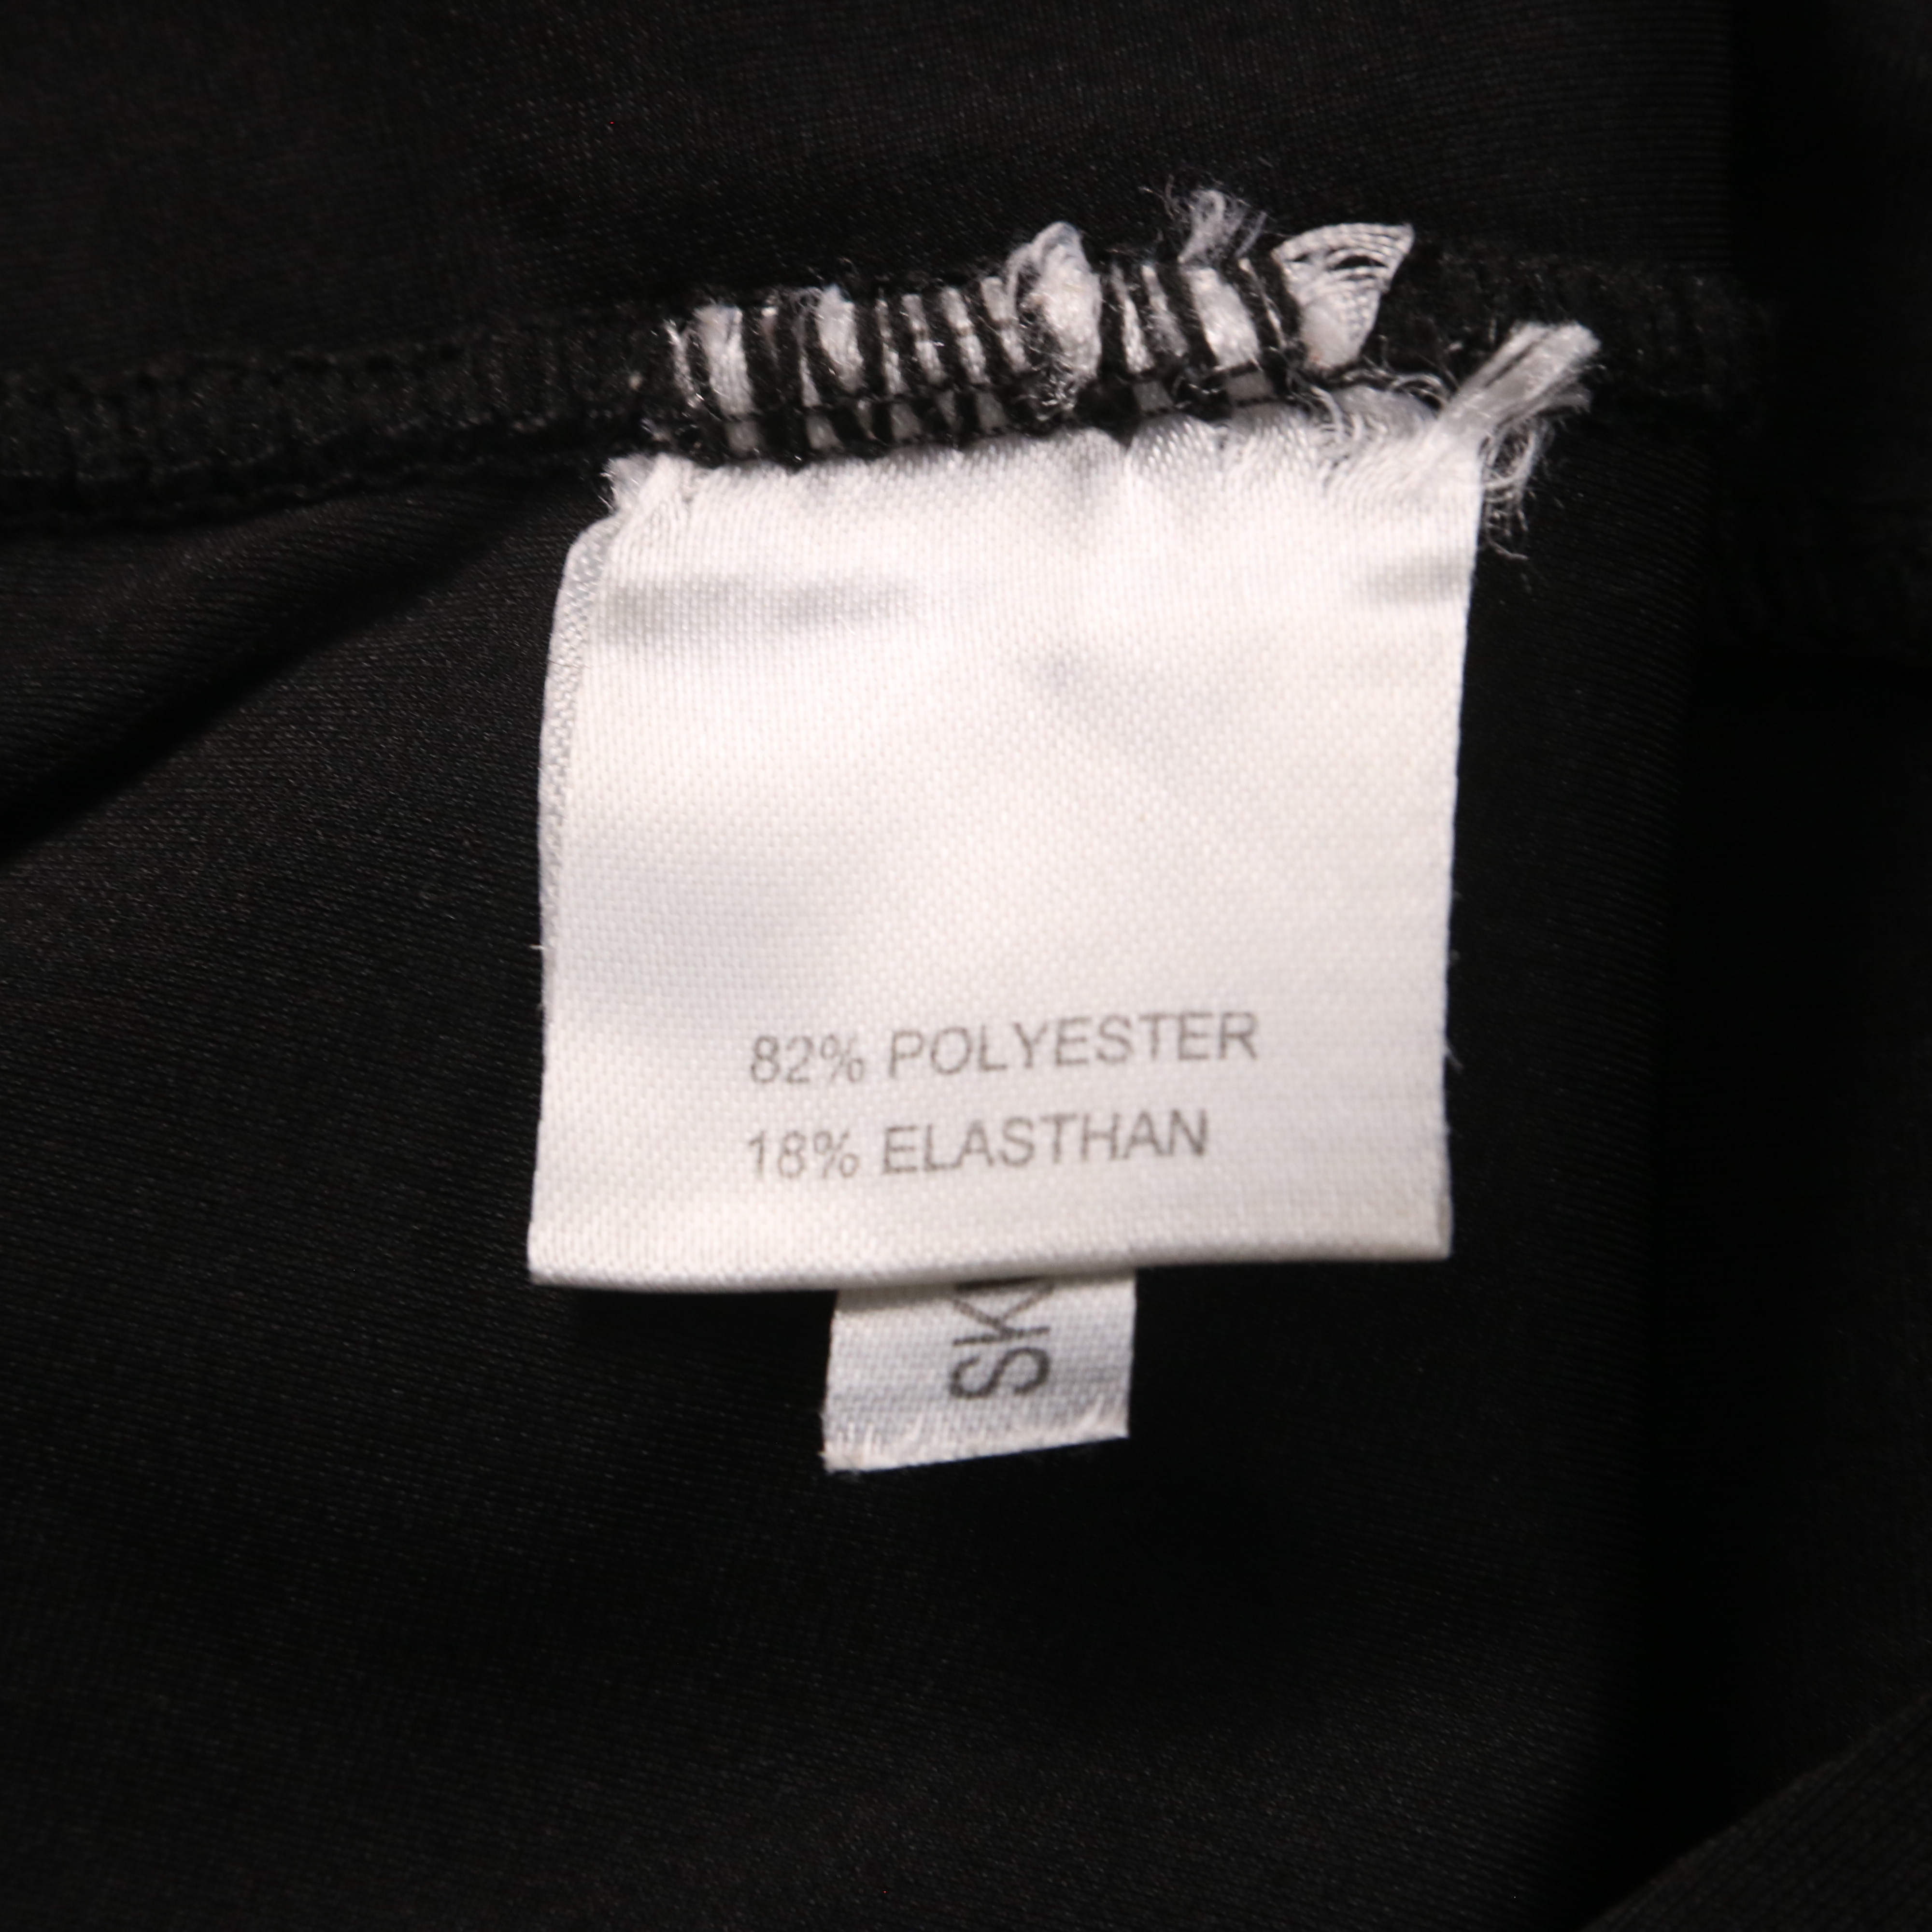 82% POLYESTER
18% ELASTHAN
SK